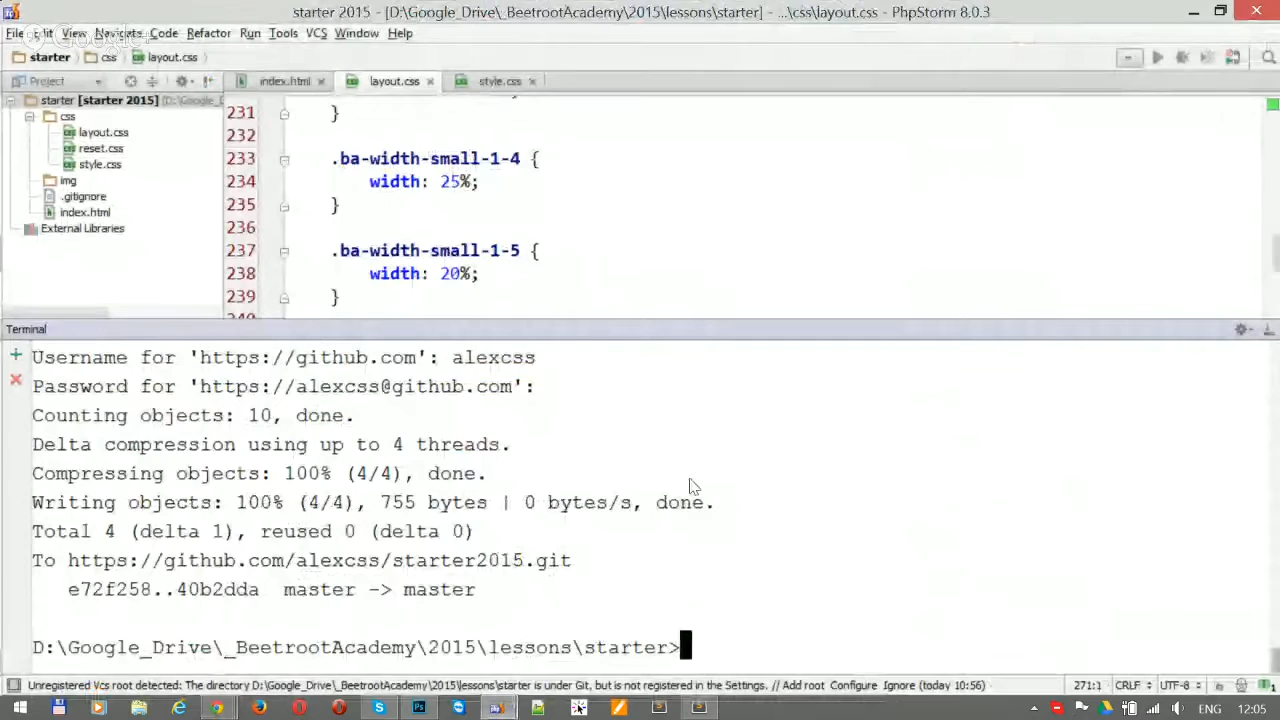 starter 2015 - [D:\Google_Drive\_BeetrootAcademy\2015\lessons\starter] - ...\css\layout.css - PhpStorm 8.0.3
File Edit View Navigate Code Refactor Run Tools VCS Window Help
Google+
starter css layout.css
Project index.html layout.css style.css
starter [starter 2015] (D:\Google_D
css
layout.css
reset.css
style.css
img
.gitignore
index.html
External Libraries
231 }
232
233 .ba-width-small-1-4 {
234 width: 25%;
235 }
236
237 .ba-width-small-1-5 {
238 width: 20%;
239 }
240
Terminal
Username for 'https://github.com': alexcss
Password for 'https://alexcss@github.com':
Counting objects: 10, done.
Delta compression using up to 4 threads.
Compressing objects: 100% (4/4), done.
Writing objects: 100% (4/4), 755 bytes | 0 bytes/s, done.
Total 4 (delta 1), reused 0 (delta 0)
To https://github.com/alexcss/starter2015.git
e72f258..40b2dda master -> master
D:\Google_Drive\_BeetrootAcademy\2015\lessons\starter>
Unregistered Vcs root detected: The directory D:\Google_Drive\_BeetrootAcademy\2015\lessons\starter is under Git, but is not registered in the Settings. // Add root Configure Ignore (today 10:56) 271:1 CRLF UTF-8
ENG 12:05